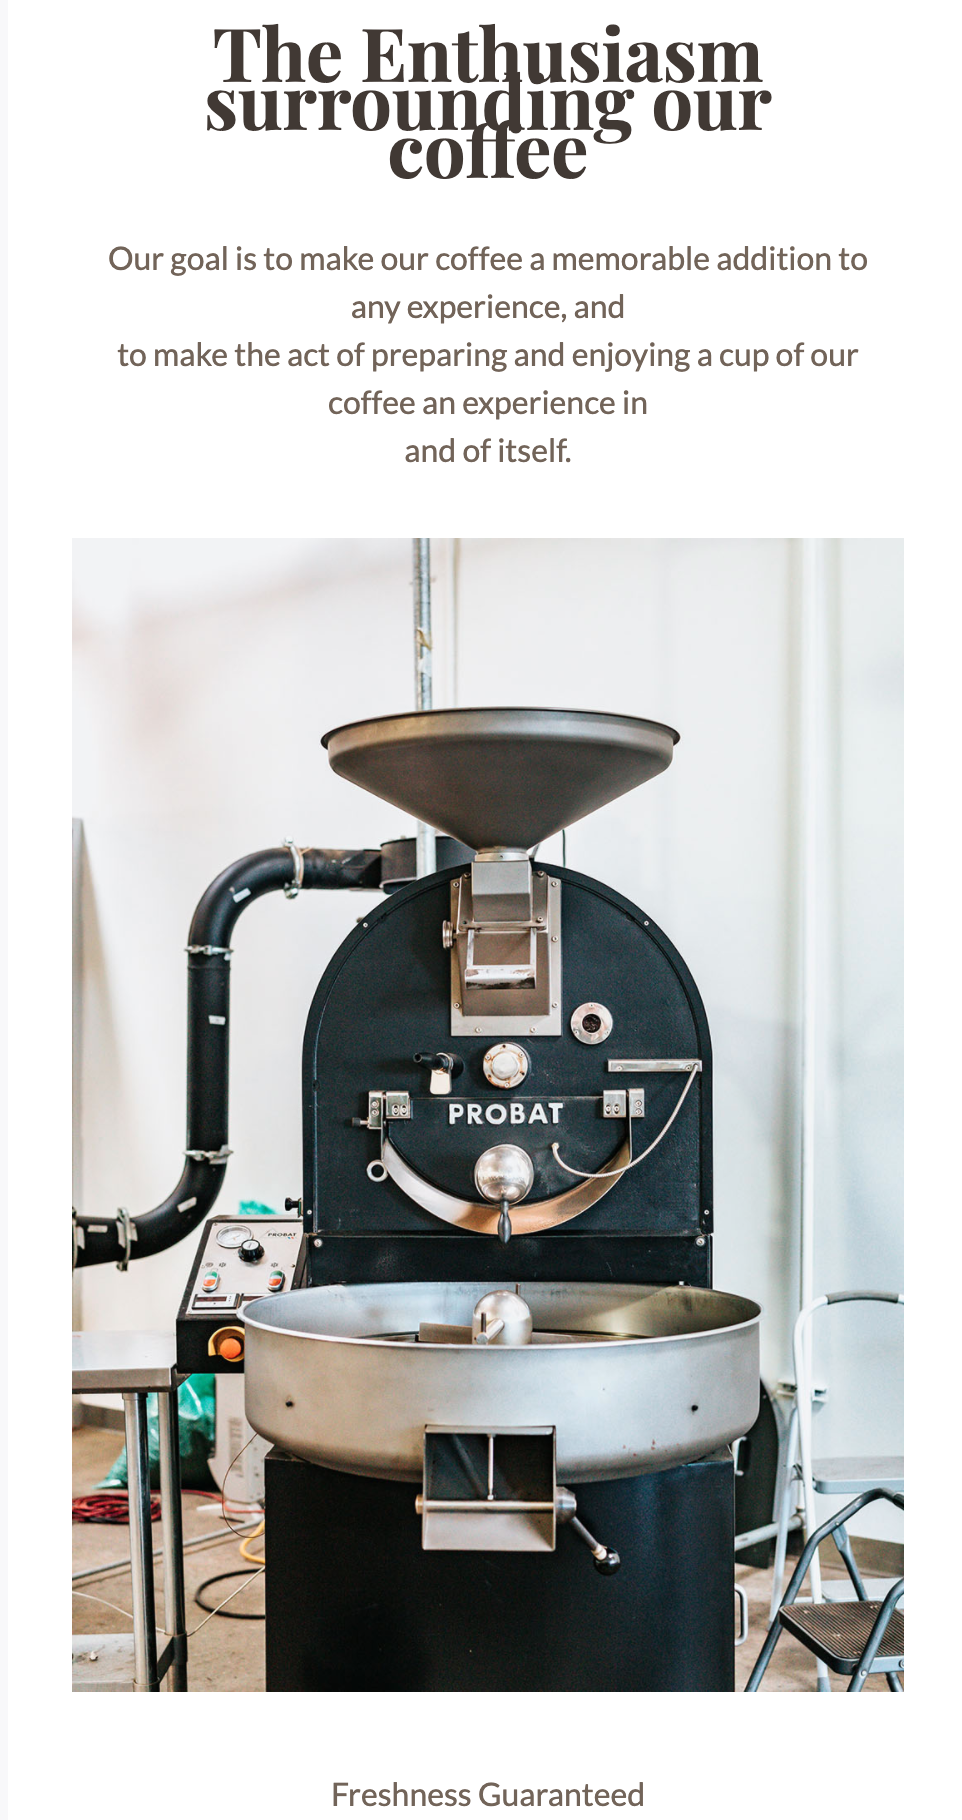 The Enthusiasm
surrounding our
coffee
Our goal is to make our coffee a memorable addition to
any experience, and
to make the act of preparing and enjoying a cup of our
coffee an experience in
and of itself.
PROBAT
PROBAT
Freshness Guaranteed